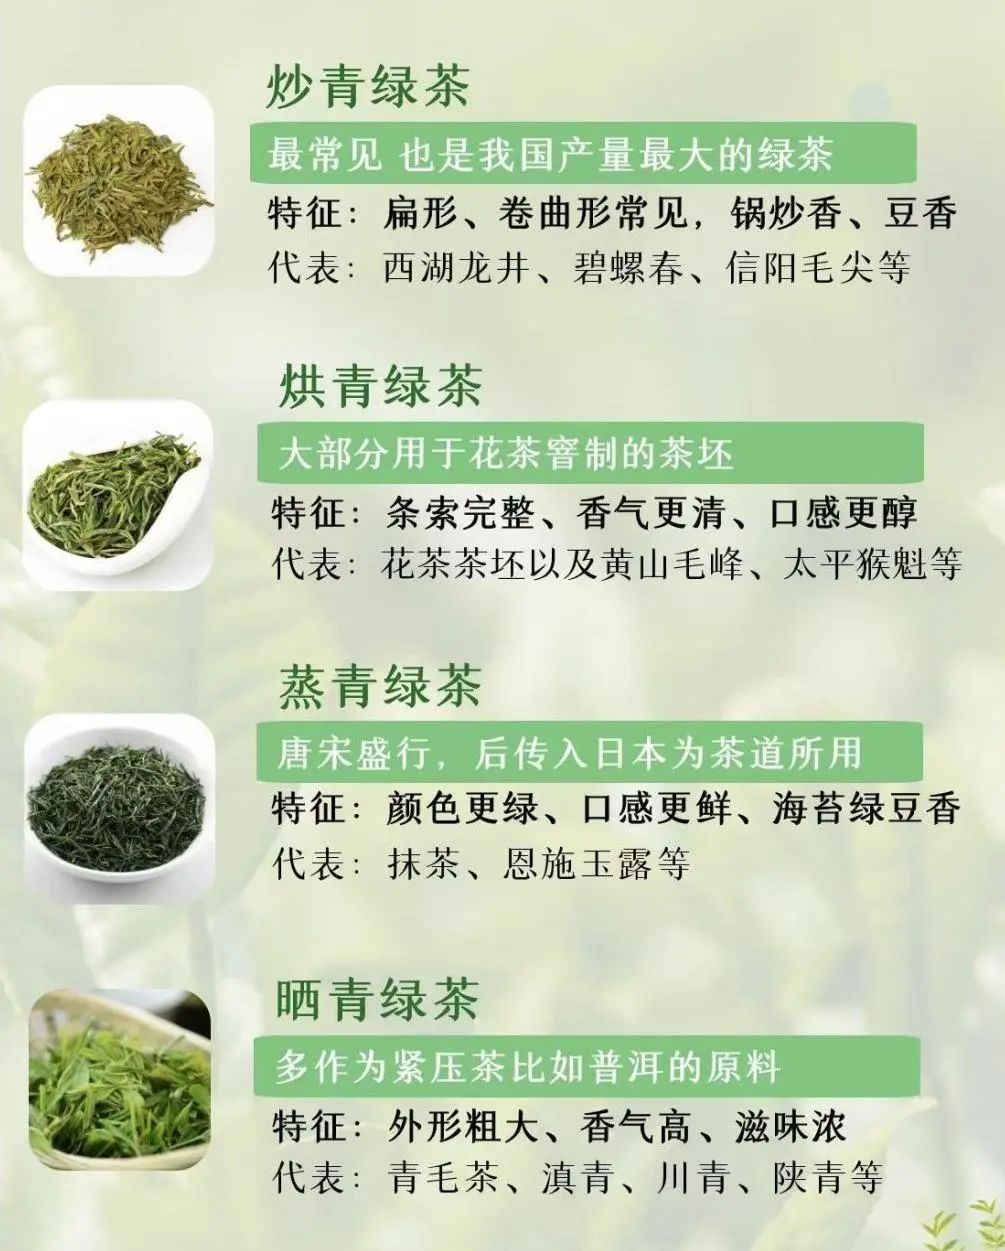 炒青绿茶
最常见 也是我国产量最大的绿茶
特征：扁形、卷曲形常见，锅炒香、豆香
代表：西湖龙井、碧螺春、信阳毛尖等
烘青绿茶
大部分用于花茶窨制的茶坯
特征：条索完整、香气更清、口感更醇
代表：花茶茶坯以及黄山毛峰、太平猴魁等
蒸青绿茶
唐宋盛行，后传入日本为茶道所用
特征：颜色更绿、口感更鲜、海苔绿豆香
代表：抹茶、恩施玉露等
晒青绿茶
多作为紧压茶比如普洱的原料
特征：外形粗大、香气高、滋味浓
代表：青毛茶、滇青、川青、陕青等